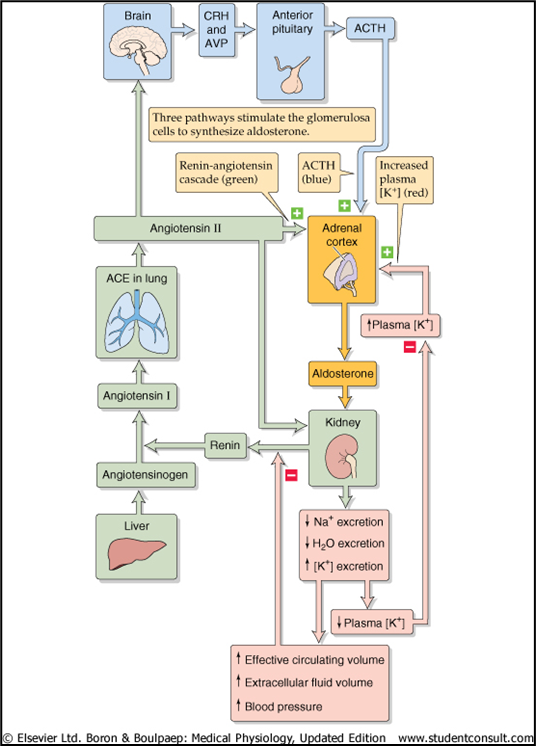 Brain
CRH
and
AVP
Anterior
pituitary
ACTH
Three pathways stimulate the glomerulosa
cells to synthesize aldosterone.
Renin-angiotensin
cascade (green)
ACTH
(blue)
Increased
plasma
[K⁺] (red)
+
+
+
Angiotensin II
Adrenal
cortex
ACE in lung
↑Plasma [K⁺]
−
Aldosterone
Angiotensin I
Kidney
Renin
−
Angiotensinogen
Liver
↓ Na⁺ excretion
↓ H₂O excretion
↑ [K⁺] excretion
↓ Plasma [K⁺]
↑ Effective circulating volume
↑ Extracellular fluid volume
↑ Blood pressure
© Elsevier Ltd. Boron & Boulpaep: Medical Physiology, Updated Edition www.studentconsult.com